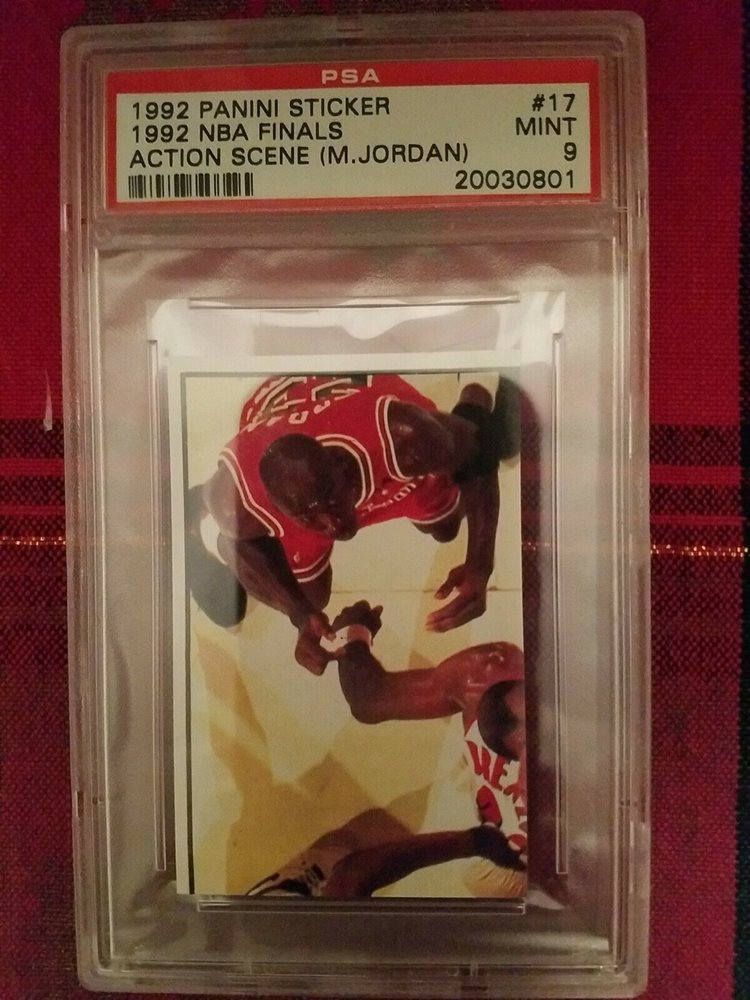 PSA
1992 PANINI STICKER #17
1992 NBA FINALS MINT
ACTION SCENE (M.JORDAN) 9
20030801